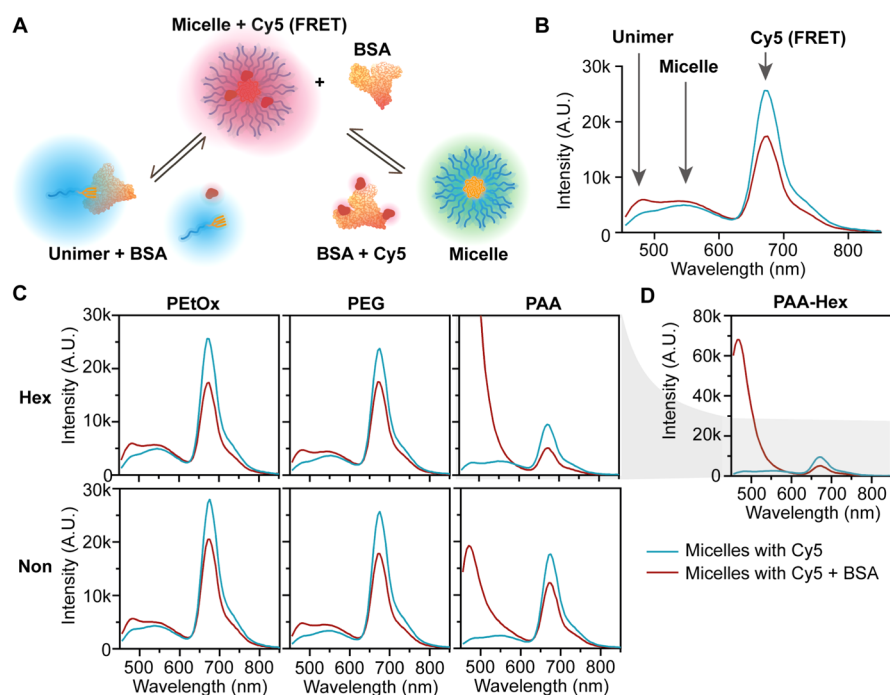 A
Micelle + Cy5 (FRET)
+
BSA
Unimer + BSA
BSA + Cy5
Micelle
B
Unimer
Micelle
Cy5 (FRET)
30k
20k
10k
0
Intensity (A.U.)
500 600 700 800
Wavelength (nm)
C
PEtOx PEG PAA
Hex
Intensity (A.U.)
30k
20k
10k
0
Non
Intensity (A.U.)
30k
20k
10k
0
500 600 700 800
500 600 700 800
500 600 700 800
Wavelength (nm) Wavelength (nm) Wavelength (nm)
D
PAA-Hex
Intensity (A.U.)
80k
60k
40k
20k
0
500 600 700 800
Wavelength (nm)
Micelles with Cy5
Micelles with Cy5 + BSA